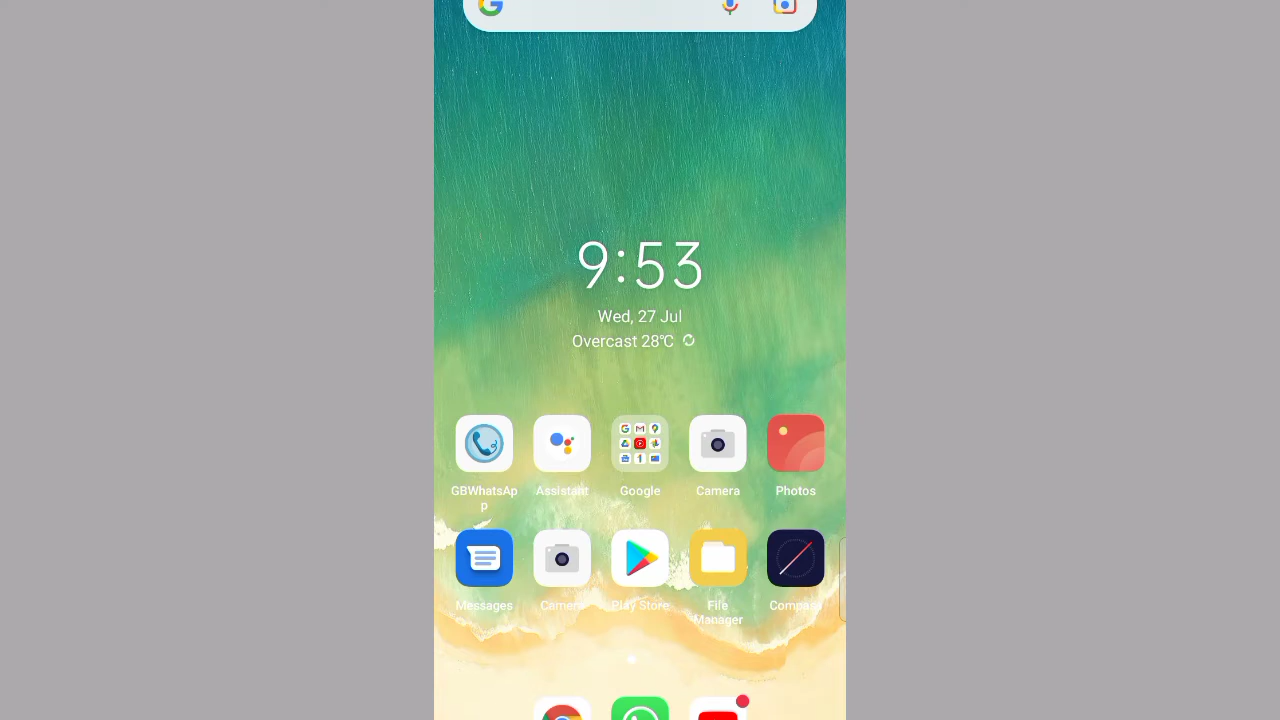 9:53
Wed, 27 Jul
Overcast 28°C
GBWhatsAp
p
Assistant
Google
Camera
Photos
Messages
Camera
Play Store
File
Manager
Compass